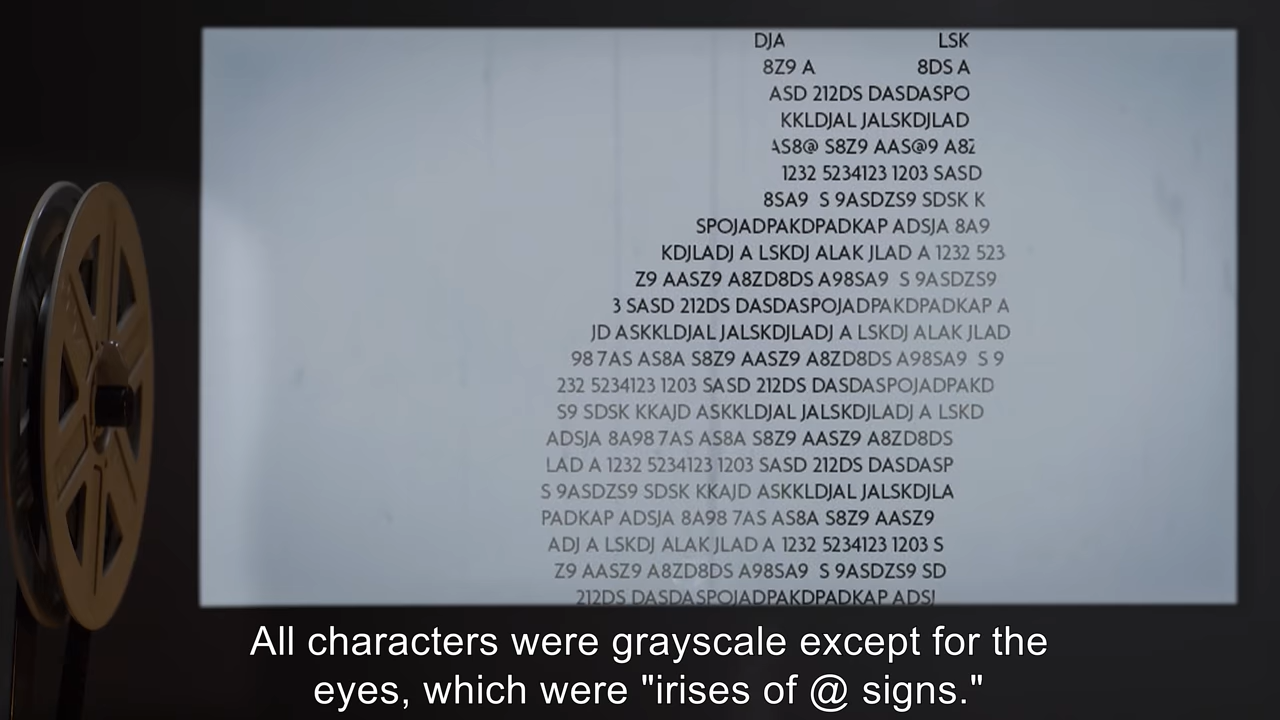 DJA LSK
8Z9 A 8DS A
ASD 212DS DASDASPO
KKLDJAL JALSKDJLAD
AS8@ S8Z9 AAS@9 A8Z
1232 5234123 1203 SASD
8SA9 S 9ASDZS9 SDSK K
SPOJADPAKDPADKAP ADSJA 8A9
KDJLADJ A LSKDJ ALAK JLAD A 1232 523
Z9 AASZ9 A8ZD8DS A98SA9 S 9ASDZS9
3 SASD 212DS DASDASPOJADPAKDPADKAP A
JD ASKKLDJAL JALSKDJLADJ A LSKDJ ALAK JLAD
98 7AS AS8A S8Z9 AASZ9 A8ZD8DS A98SA9 S 9
232 5234123 1203 SASD 212DS DASDASPOJADPAKD
S9 SDSK KKAJD ASKKLDJAL JALSKDJLADJ A LSKD
ADSJA 8A98 7AS AS8A S8Z9 AASZ9 A8ZD8DS
LAD A 1232 5234123 1203 SASD 212DS DASDASP
S 9ASDZS9 SDSK KKAJD ASKKLDJAL JALSKDJLA
PADKAP ADSJA 8A98 7AS AS8A S8Z9 AASZ9
ADJ A LSKDJ ALAK JLAD A 1232 5234123 1203 S
Z9 AASZ9 A8ZD8DS A98SA9 S 9ASDZS9 SD
212DS DASDASPOJADPAKDPADKAP ADSJ
All characters were grayscale except for the
eyes, which were "irises of @ signs."